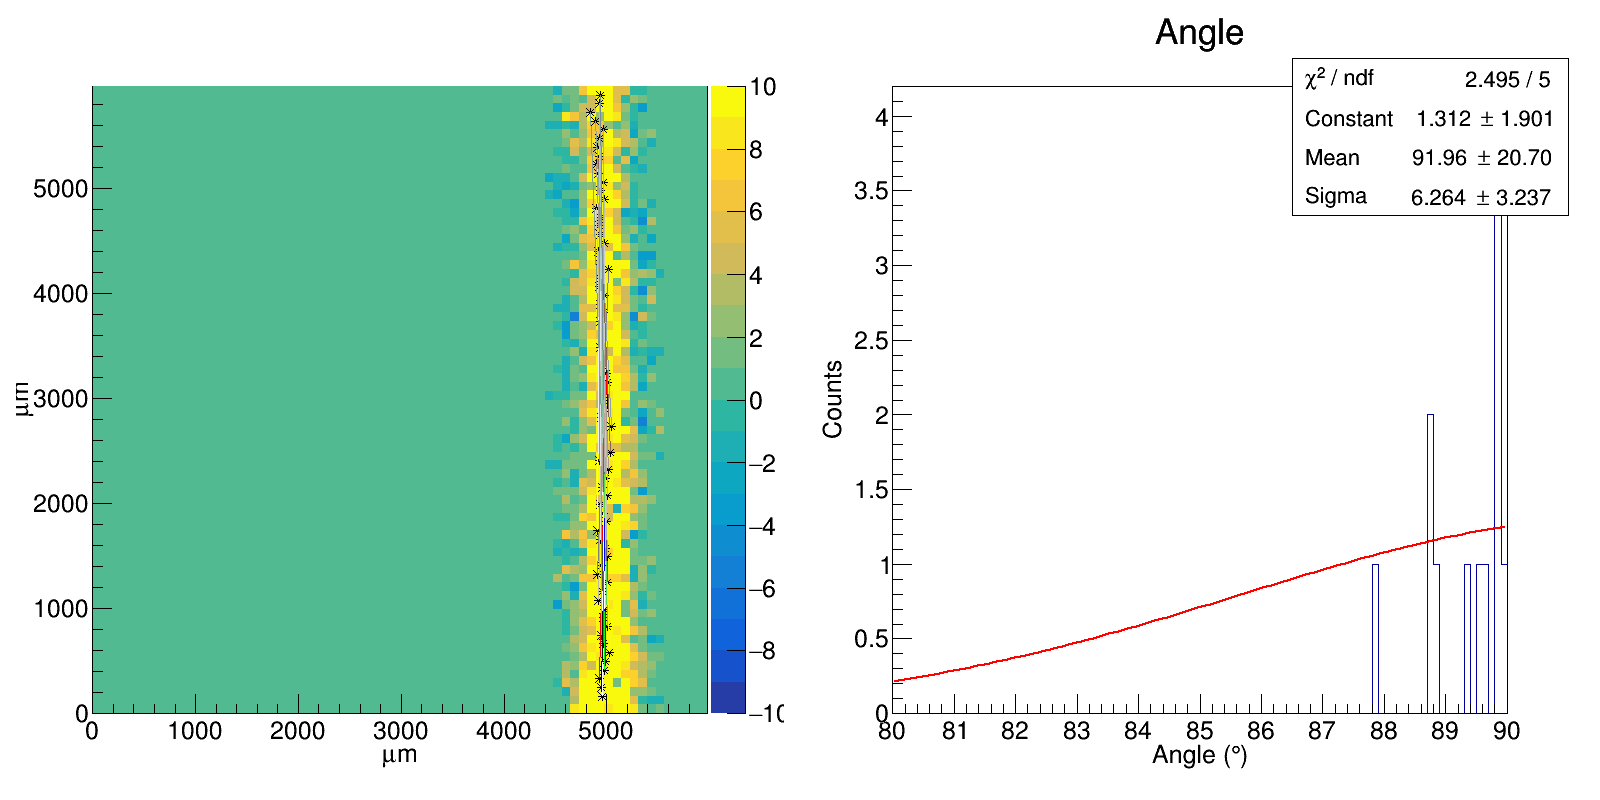 Angle
χ² / ndf 2.495 / 5
Constant 1.312 ± 1.901
Mean 91.96 ± 20.70
Sigma 6.264 ± 3.237
10
8
6
4
2
0
−2
−4
−6
−8
−10
5000
4000
3000
2000
1000
0
μm
0 1000 2000 3000 4000 5000
μm
4
3.5
3
2.5
2
1.5
1
0.5
0
Counts
80 81 82 83 84 85 86 87 88 89 90
Angle (°)